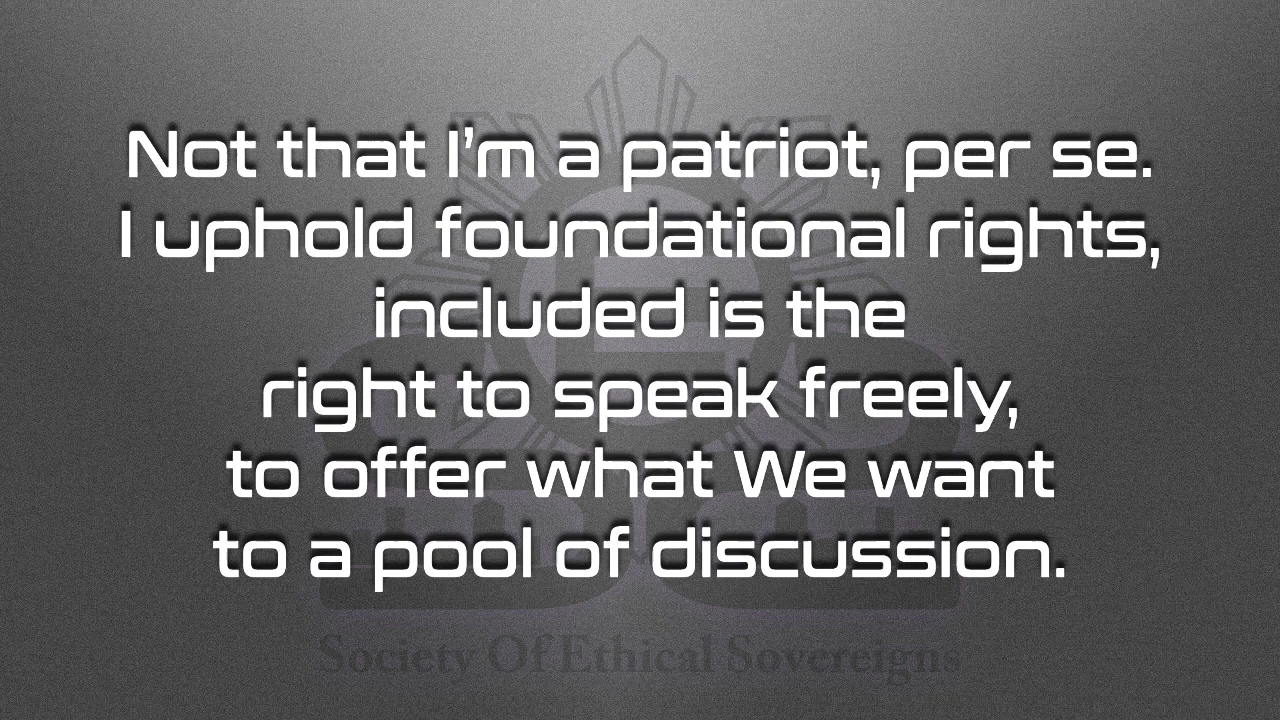 Not that I'm a patriot, per se.
I uphold foundational rights,
included is the
right to speak freely,
to offer what We want
to a pool of discussion.
Society Of Ethical Sovereigns